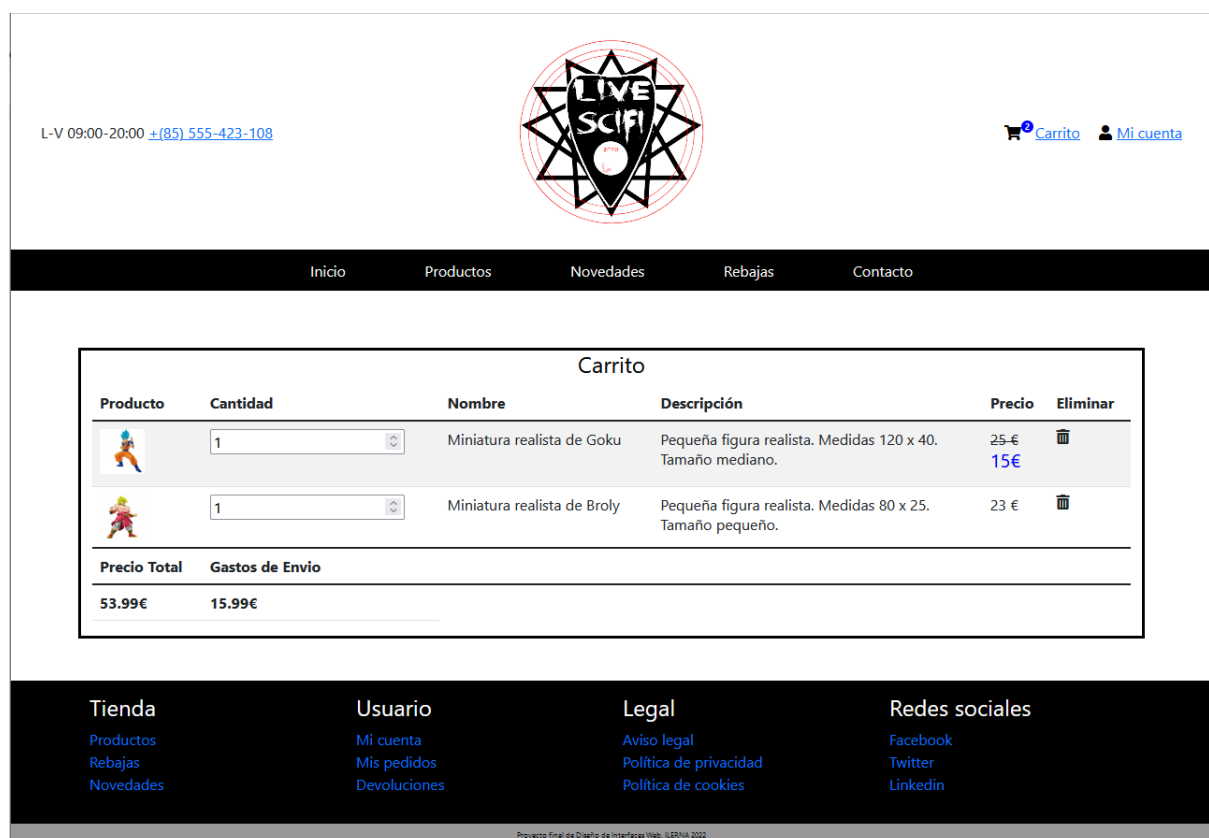 LIVE
SCIFI
L-V 09:00-20:00 +(85) 555-423-108
2 Carrito Mi cuenta
Inicio Productos Novedades Rebajas Contacto
Carrito
Producto Cantidad Nombre Descripción Precio Eliminar
1 Miniatura realista de Goku Pequeña figura realista. Medidas 120 x 40. 25 €
Tamaño mediano. 15€
1 Miniatura realista de Broly Pequeña figura realista. Medidas 80 x 25. 23 €
Tamaño pequeño.
Precio Total Gastos de Envio
53.99€ 15.99€
Tienda Usuario Legal Redes sociales
Productos Mi cuenta Aviso legal Facebook
Rebajas Mis pedidos Política de privacidad Twitter
Novedades Devoluciones Política de cookies Linkedin
Proyecto final de Diseño de Interfaces Web. ILERNA 2022